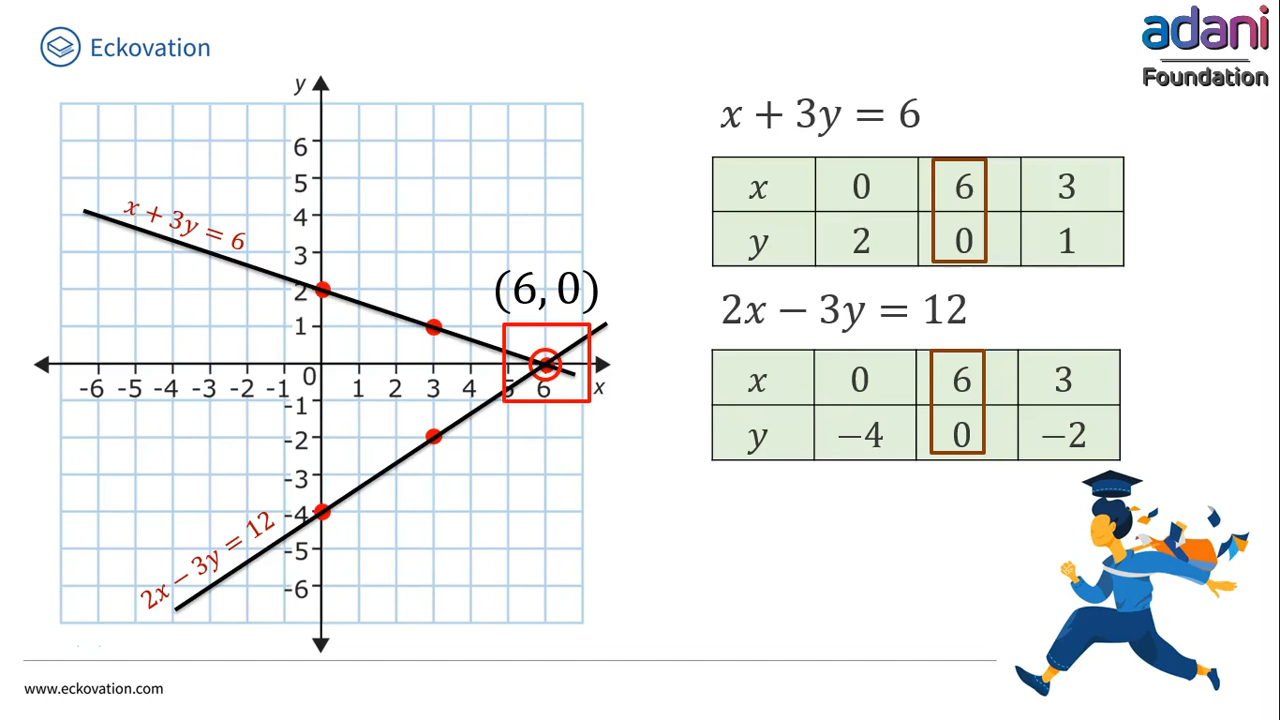 Eckovation
adani
Foundation
y
6
5
4
3
2
1
0
-6 -5 -4 -3 -2 -1 1 2 3 4 5 6 x
-1
-2
-3
-4
-5
-6
x + 3y = 6
2x − 3y = 12
(6, 0)
x + 3y = 6
x 0 6 3
y 2 0 1
2x − 3y = 12
x 0 6 3
y −4 0 −2
www.eckovation.com